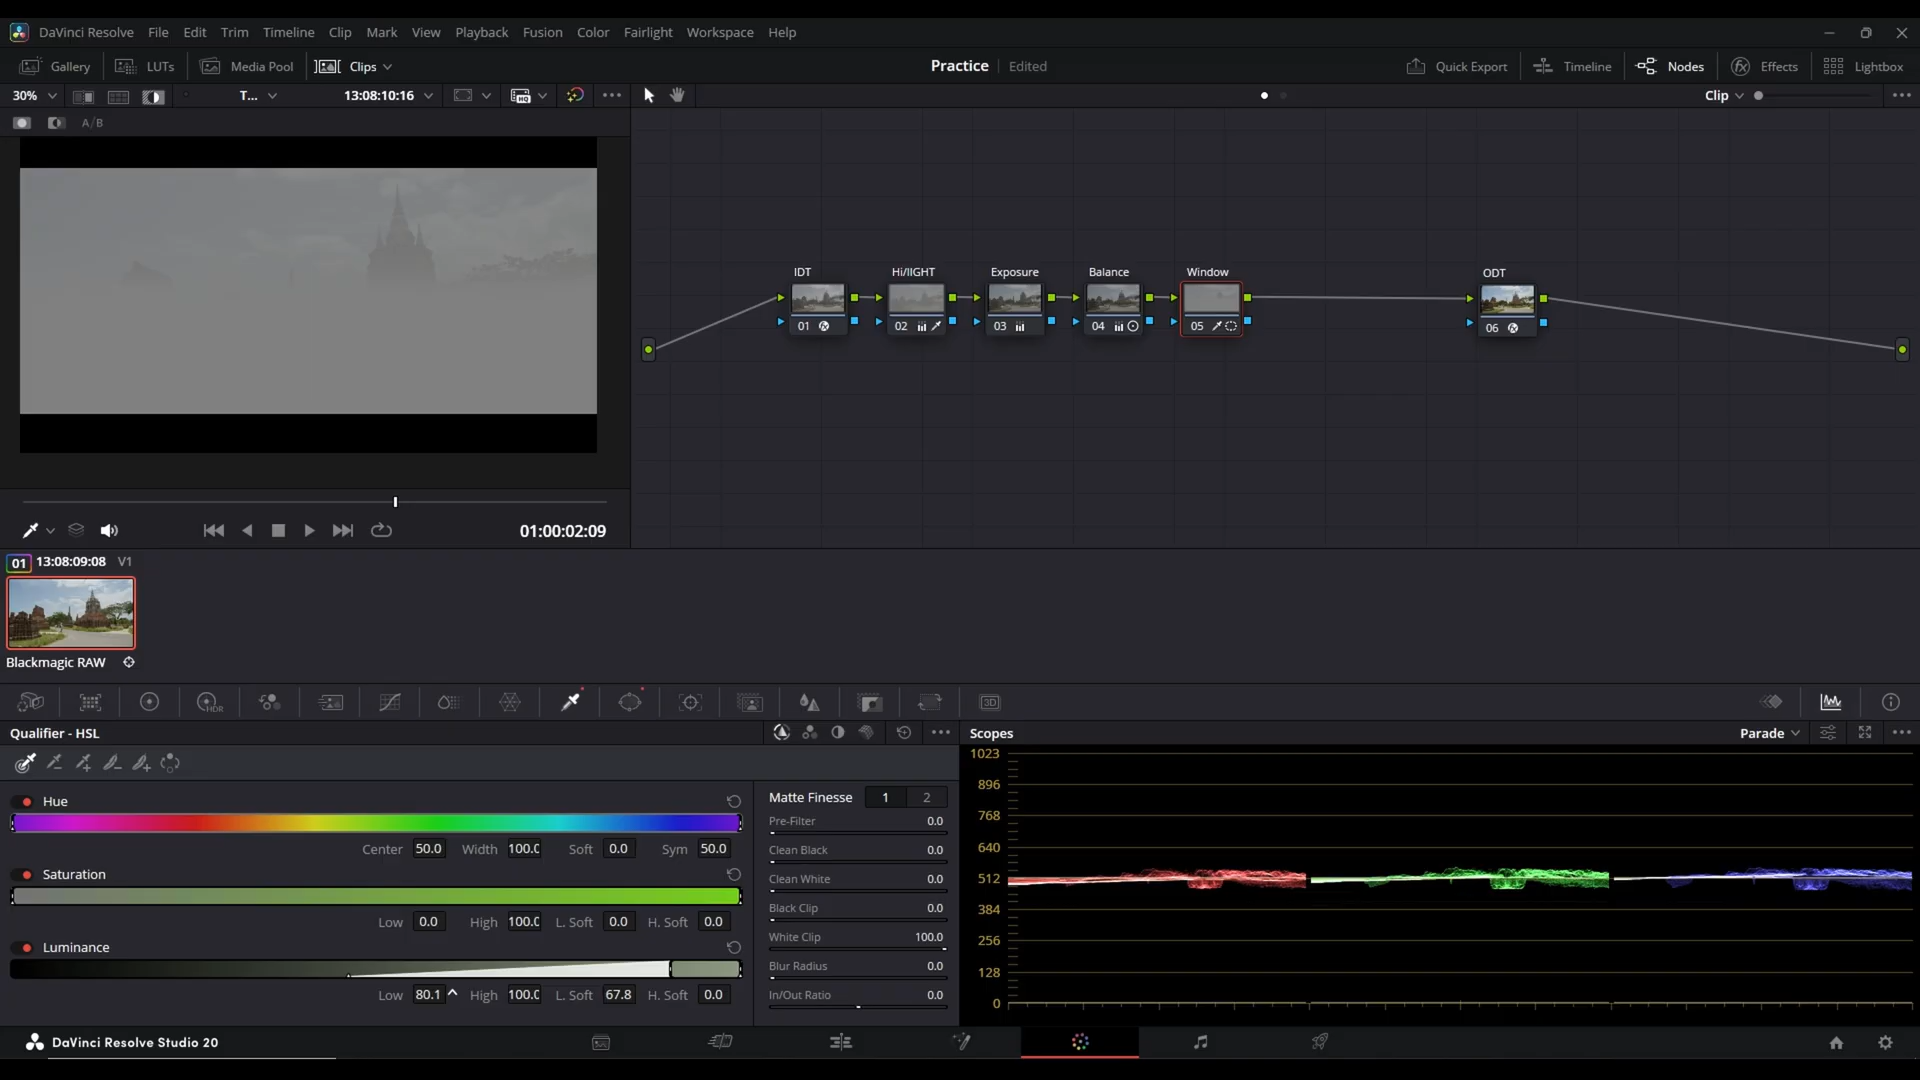 DaVinci Resolve File Edit Trim Timeline Clip Mark View Playback Fusion Color Fairlight Workspace Help
Gallery LUTs Media Pool Clips Practice Edited Quick Export Timeline Nodes Effects Lightbox
30% T... 13:08:10:16 HQ Clip
A/B
IDT Hi/lIGHT Exposure Balance Window ODT
01 02 03 04 05 06
01:00:02:09
01 13:08:09:08 V1
Blackmagic RAW
HDR 3D
Qualifier - HSL Scopes Parade
Hue Matte Finesse 1 2
Center 50.0 Width 100.0 Soft 0.0 Sym 50.0
Saturation
Low 0.0 High 100.0 L. Soft 0.0 H. Soft 0.0
Luminance
Low 80.1 High 100.0 L. Soft 67.8 H. Soft 0.0
Pre-Filter 0.0
Clean Black 0.0
Clean White 0.0
Black Clip 0.0
White Clip 100.0
Blur Radius 0.0
In/Out Ratio 0.0
1023
896
768
640
512
384
256
128
0
DaVinci Resolve Studio 20